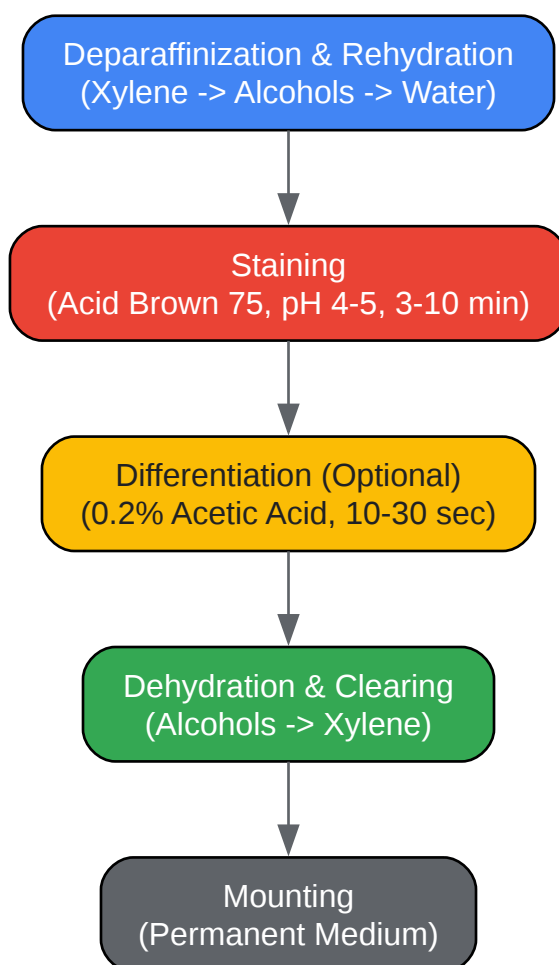 Deparaffinization & Rehydration
(Xylene -> Alcohols -> Water)
Staining
(Acid Brown 75, pH 4-5, 3-10 min)
Differentiation (Optional)
(0.2% Acetic Acid, 10-30 sec)
Dehydration & Clearing
(Alcohols -> Xylene)
Mounting
(Permanent Medium)